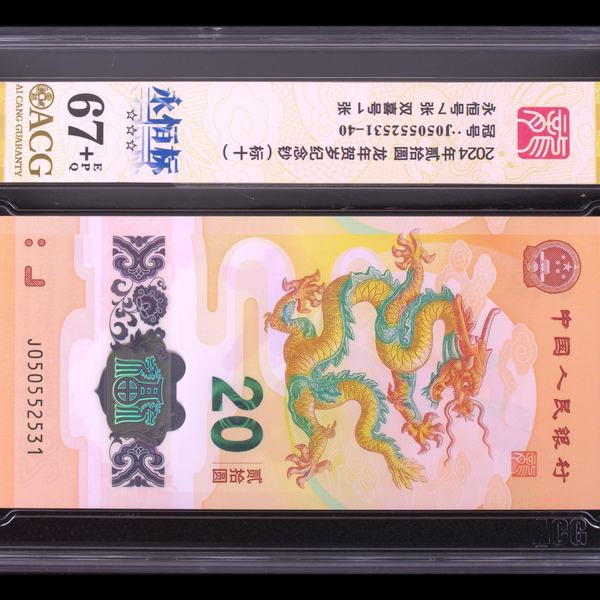 2024年贰拾圆 龙年贺岁纪念钞(标十)
冠号:J050552531-40
永恒号7张 双喜号1张
永恒标
☆☆☆
67+
E
P
Q
ACG
AI CANG GUARANTY
中国人民银行
20
贰拾圆
J050552531
ACG